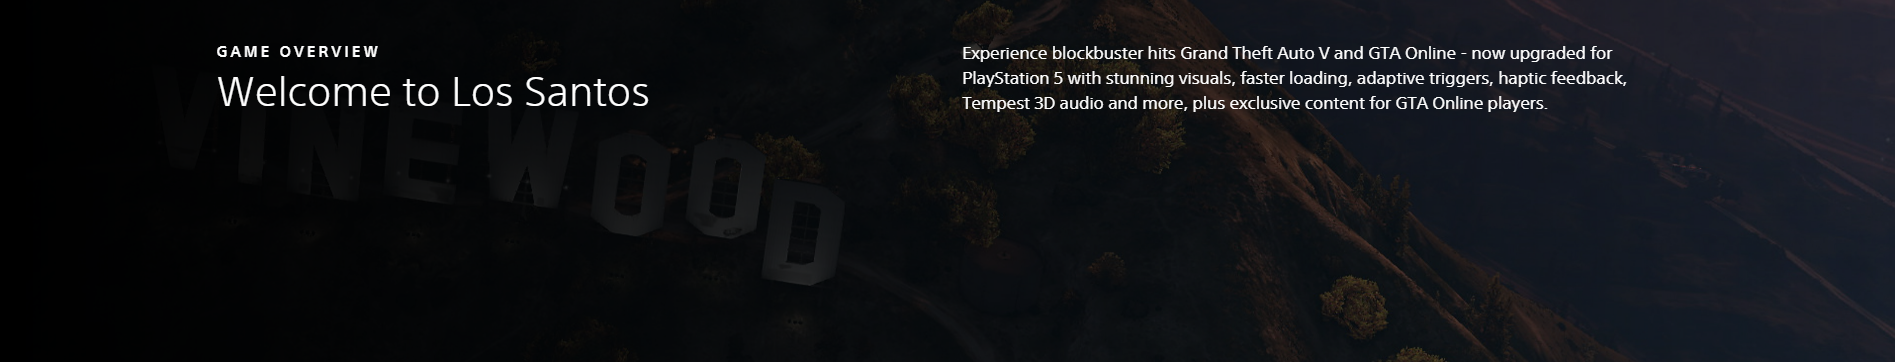 GAME OVERVIEW
Welcome to Los Santos
Experience blockbuster hits Grand Theft Auto V and GTA Online - now upgraded for
PlayStation 5 with stunning visuals, faster loading, adaptive triggers, haptic feedback,
Tempest 3D audio and more, plus exclusive content for GTA Online players.
VINEWOOD